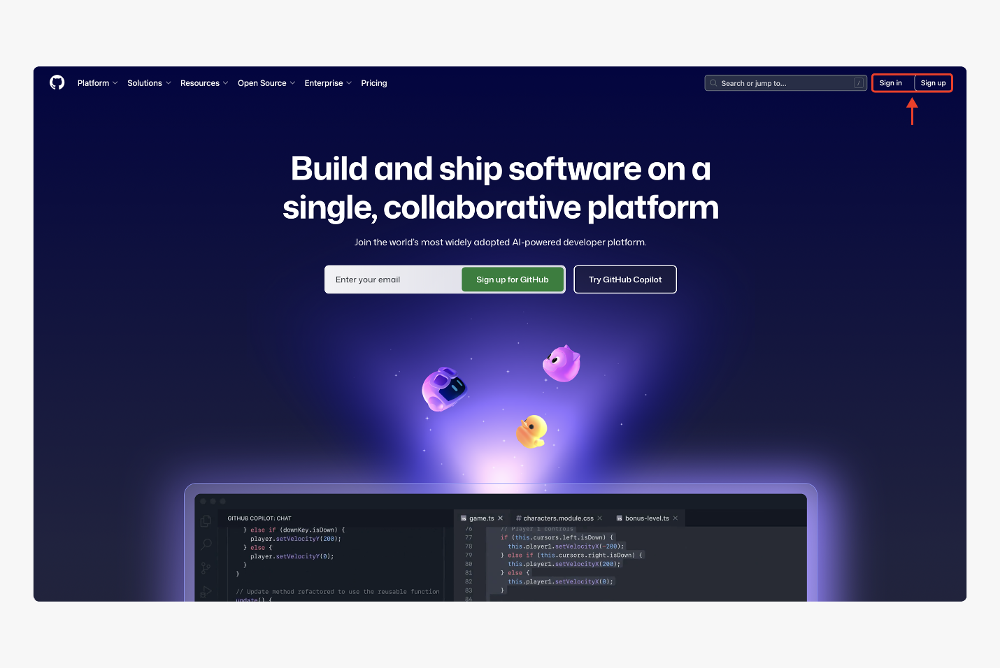 Platform Solutions Resources Open Source Enterprise Pricing Search or jump to... / Sign in Sign up
Build and ship software on a
single, collaborative platform
Join the world's most widely adopted AI-powered developer platform.
Enter your email Sign up for GitHub Try GitHub Copilot
GITHUB COPILOT: CHAT
} else if (downKey.isDown) {
player.setVelocityY(200);
} else {
player.setVelocityY(0);
}
}
// Update method refactored to use the reusable function
update() {
game.ts × # characters.module.css × bonus-level.ts ×
76 // Player 1 controls
77 if (this.cursors.left.isDown) {
78 this.player1.setVelocityX(-200);
79 } else if (this.cursors.right.isDown) {
80 this.player1.setVelocityX(200);
81 } else {
82 this.player1.setVelocityX(0);
83 }
84